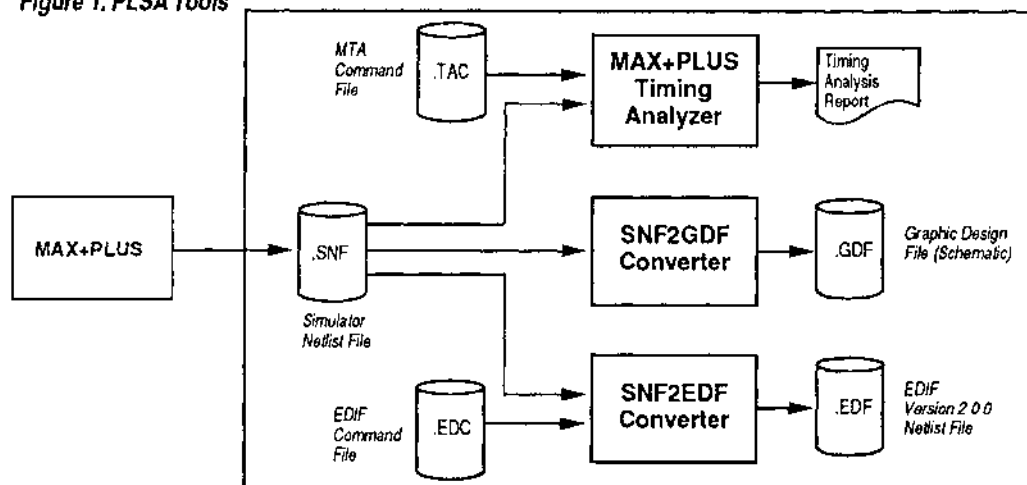 Figure 1. PLSA Tools
MTA
Command
File
.TAC
MAX+PLUS
Timing
Analyzer
Timing
Analysis
Report
MAX+PLUS
.SNF
Simulator
Netlist File
SNF2GDF
Converter
.GDF
Graphic Design
File (Schematic)
EDIF
Command
File
.EDC
SNF2EDF
Converter
.EDF
EDIF
Version 2 0 0
Netlist File